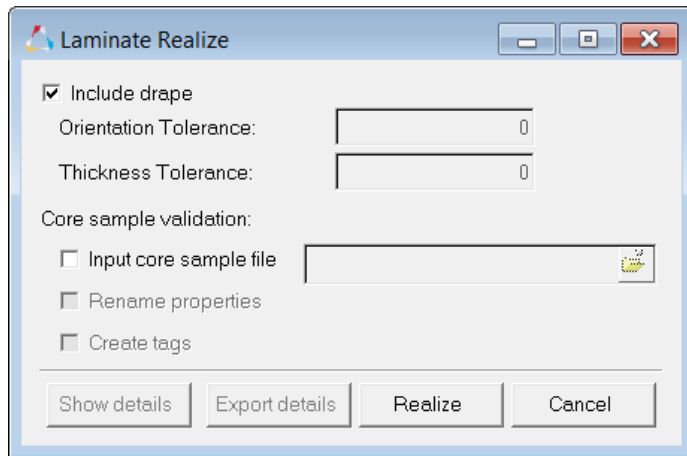 Laminate Realize
Include drape
Orientation Tolerance: 0
Thickness Tolerance: 0
Core sample validation:
Input core sample file
Rename properties
Create tags
Show details Export details Realize Cancel